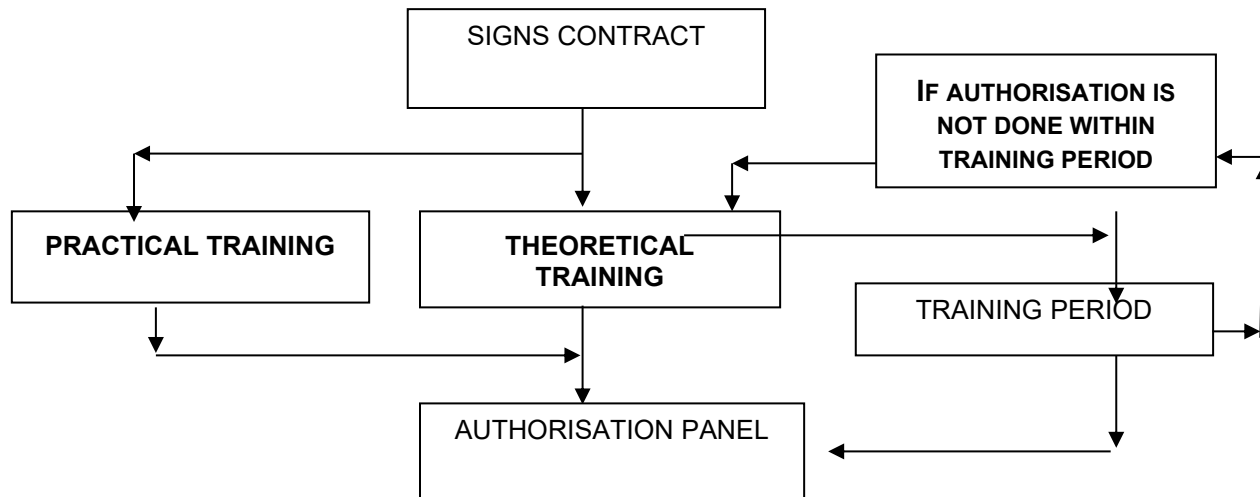 SIGNS CONTRACT
IF AUTHORISATION IS
NOT DONE WITHIN
TRAINING PERIOD
PRACTICAL TRAINING
THEORETICAL
TRAINING
TRAINING PERIOD
AUTHORISATION PANEL